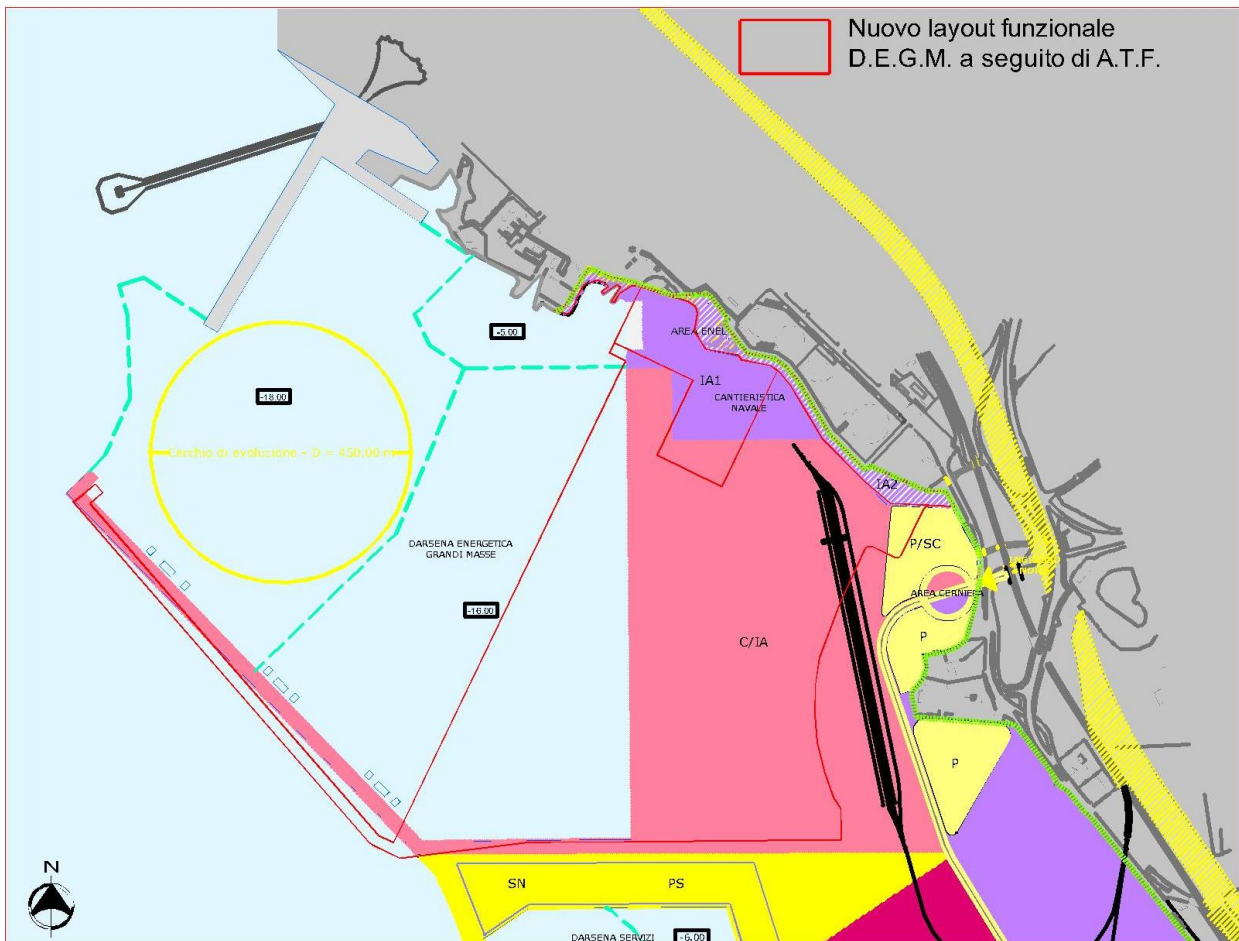 Nuovo layout funzionale
D.E.G.M. a seguito di A.T.F.
-5.00
AREA ENEL
IA1
CANTIERISTICA
NAVALE
-18.00
Cerchio di evoluzione - D = 450.00 m
IA2
DARSENA ENERGETICA
GRANDI MASSE
P/SC
-16.00
AREA CERNIERA
C/IA
P
P
N
SN
PS
DARSENA SERVIZI
-6.00